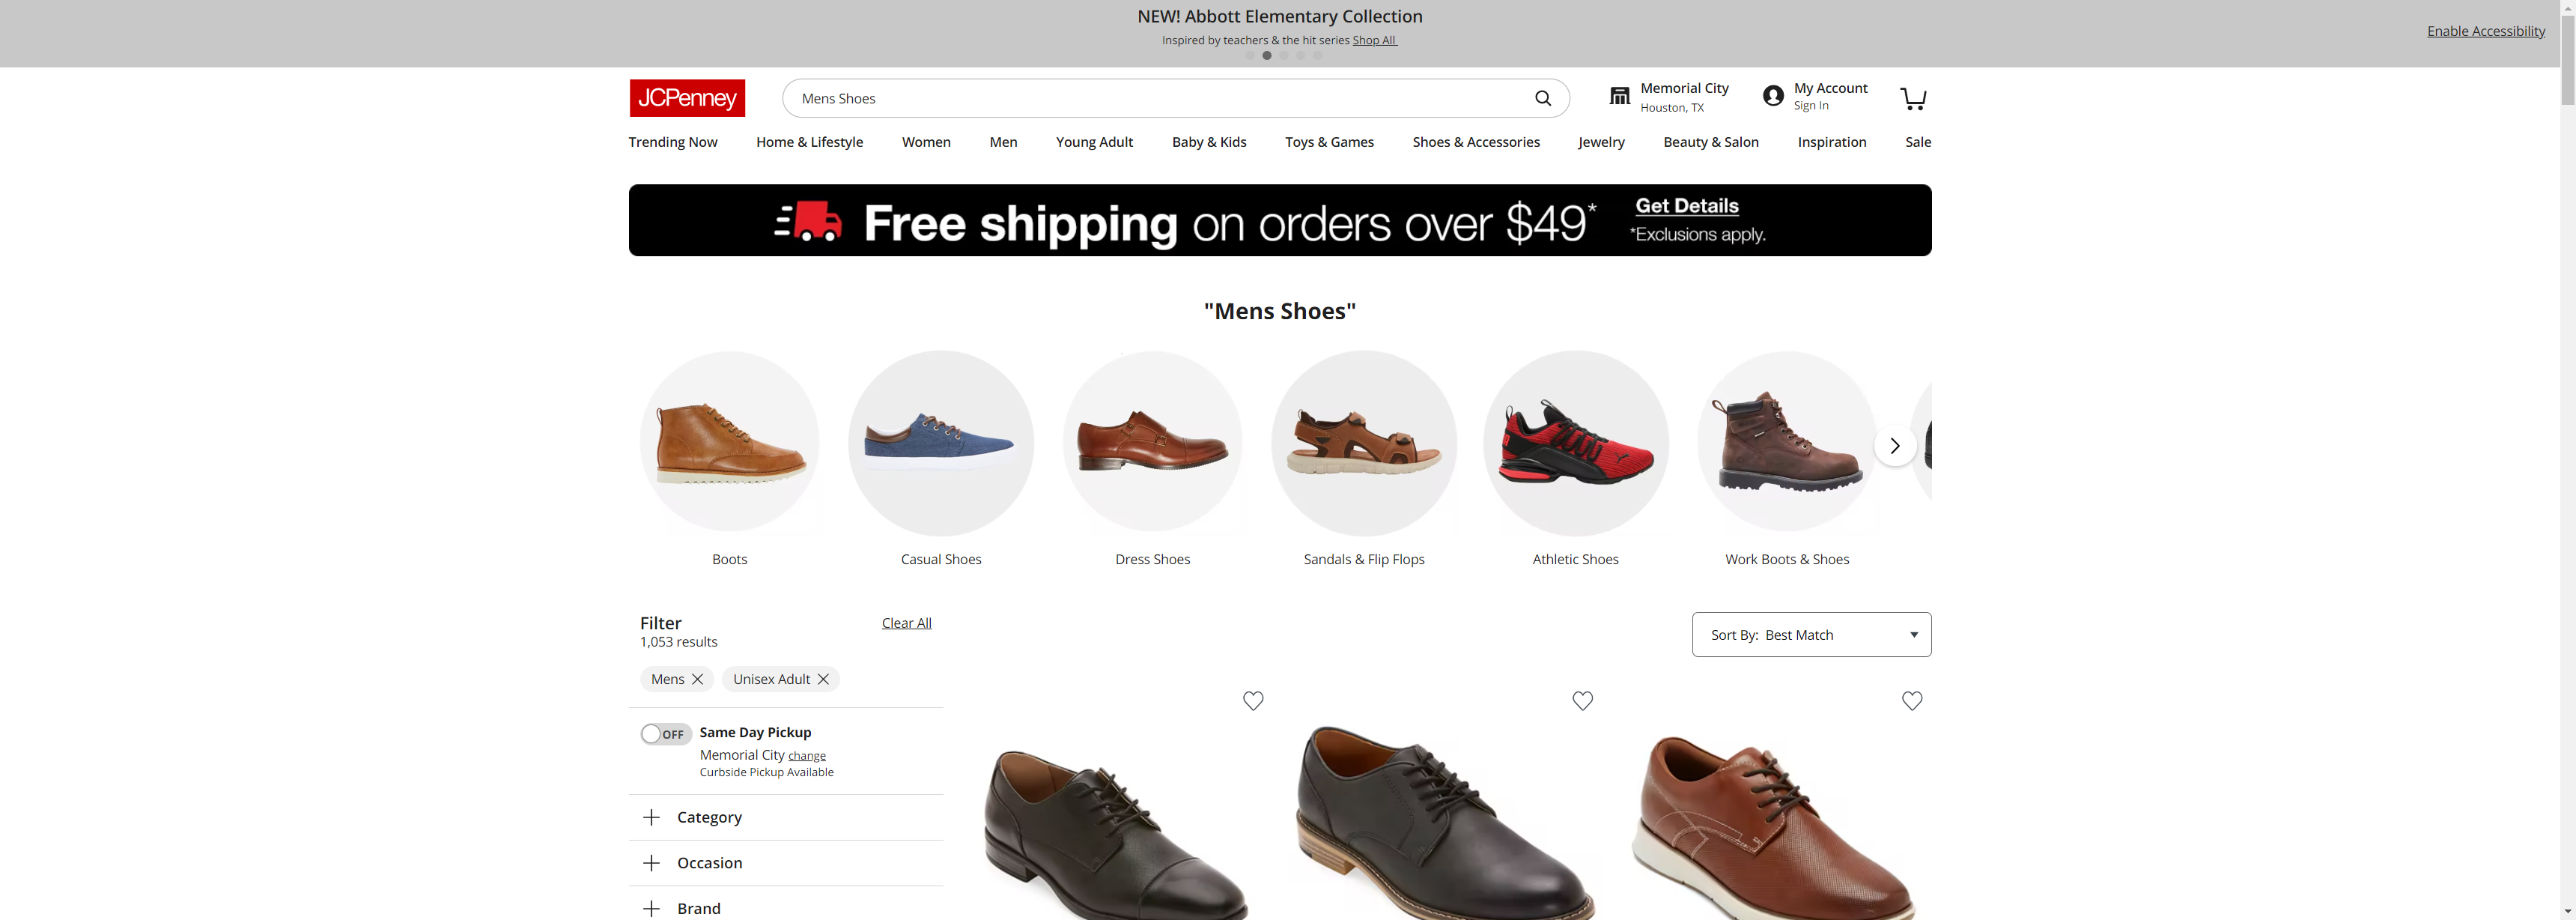 NEW! Abbott Elementary Collection
Inspired by teachers & the hit series Shop All
Enable Accessibility
JCPenney
Mens Shoes
Memorial City
Houston, TX
My Account
Sign In
Trending Now
Home & Lifestyle
Women
Men
Young Adult
Baby & Kids
Toys & Games
Shoes & Accessories
Jewelry
Beauty & Salon
Inspiration
Sale
Free shipping on orders over $49*
Get Details
*Exclusions apply.
"Mens Shoes"
Boots
Casual Shoes
Dress Shoes
Sandals & Flip Flops
Athletic Shoes
Work Boots & Shoes
Filter
Clear All
1,053 results
Sort By: Best Match
Mens
Unisex Adult
OFF
Same Day Pickup
Memorial City change
Curbside Pickup Available
Category
Occasion
Brand